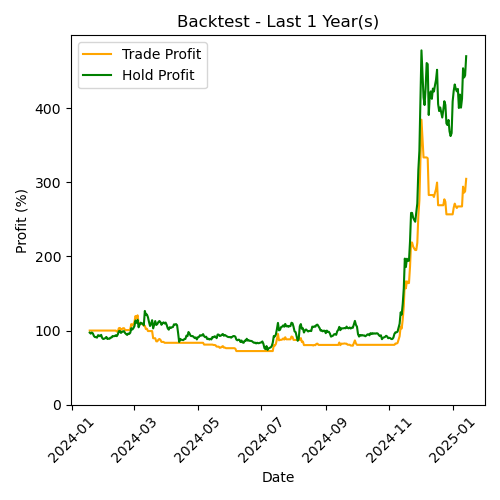 Backtest - Last 1 Year(s)
Trade Profit
Hold Profit
Profit (%)
400
300
200
100
0
2024-01
2024-03
2024-05
2024-07
2024-09
2024-11
2025-01
Date